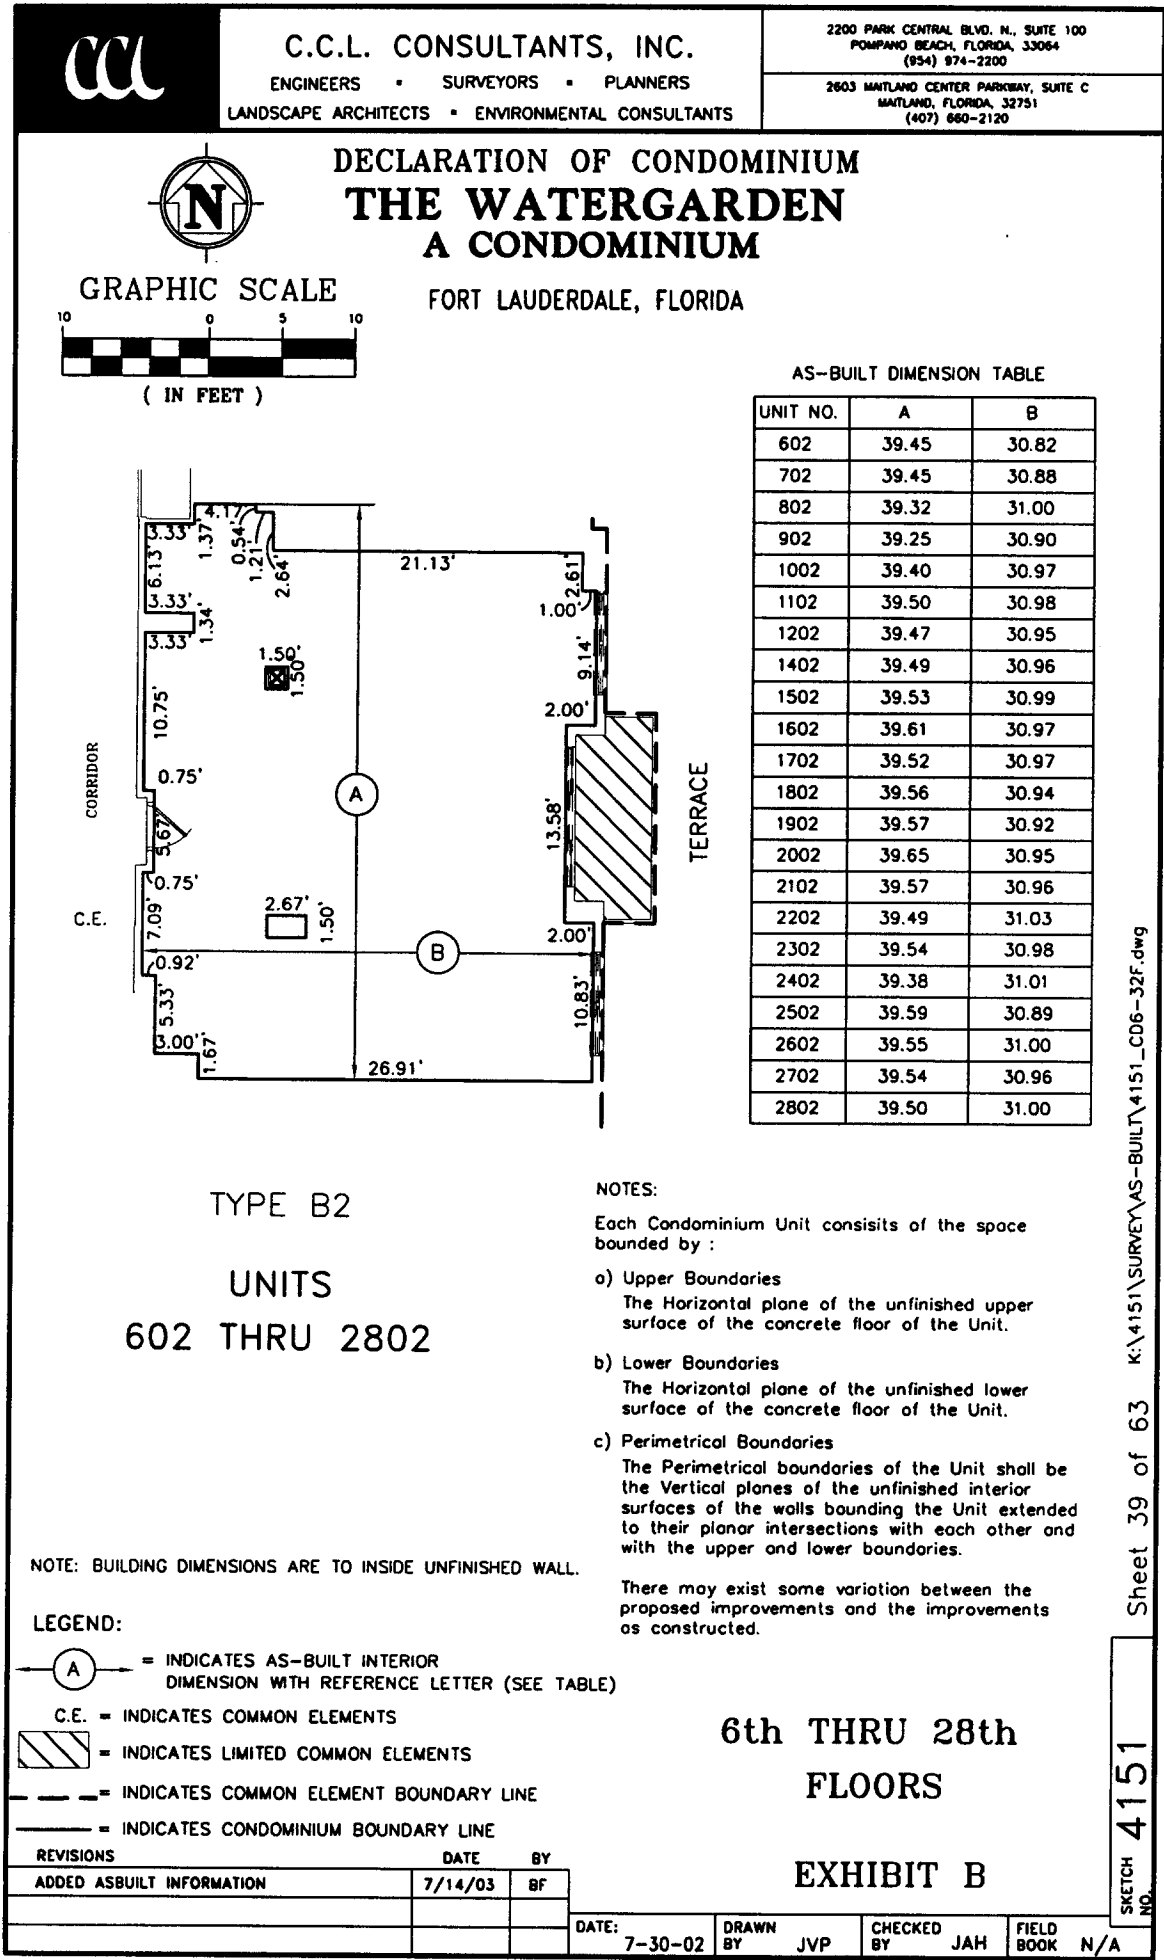 CCL
C.C.L. CONSULTANTS, INC.
ENGINEERS ▪ SURVEYORS ▪ PLANNERS
LANDSCAPE ARCHITECTS ▪ ENVIRONMENTAL CONSULTANTS
2200 PARK CENTRAL BLVD. N., SUITE 100
POMPANO BEACH, FLORIDA, 33064
(954) 974-2200
2603 MAITLAND CENTER PARKWAY, SUITE C
MAITLAND, FLORIDA, 32751
(407) 660-2120
N
DECLARATION OF CONDOMINIUM
THE WATERGARDEN
A CONDOMINIUM
FORT LAUDERDALE, FLORIDA
GRAPHIC SCALE
10 0 5 10
( IN FEET )
AS-BUILT DIMENSION TABLE
UNIT NO. A B
602 39.45 30.82
702 39.45 30.88
802 39.32 31.00
902 39.25 30.90
1002 39.40 30.97
1102 39.50 30.98
1202 39.47 30.95
1402 39.49 30.96
1502 39.53 30.99
1602 39.61 30.97
1702 39.52 30.97
1802 39.56 30.94
1902 39.57 30.92
2002 39.65 30.95
2102 39.57 30.96
2202 39.49 31.03
2302 39.54 30.98
2402 39.38 31.01
2502 39.59 30.89
2602 39.55 31.00
2702 39.54 30.96
2802 39.50 31.00
3.33'
4.17'
1.37'
0.54'
1.21'
2.64'
21.13'
2.61'
6.13'
3.33'
1.34'
3.33'
1.00'
9.14'
1.50'
1.50'
10.75'
2.00'
CORRIDOR
0.75'
A
13.58'
TERRACE
5.67'
0.75'
C.E.
7.09'
2.67'
1.50'
2.00'
B
0.92'
5.33'
10.83'
3.00'
1.67'
26.91'
TYPE B2
UNITS
602 THRU 2802
NOTES:
Each Condominium Unit consisits of the space
bounded by :
a) Upper Boundaries
The Horizontal plane of the unfinished upper
surface of the concrete floor of the Unit.
b) Lower Boundaries
The Horizontal plane of the unfinished lower
surface of the concrete floor of the Unit.
c) Perimetrical Boundaries
The Perimetrical boundaries of the Unit shall be
the Vertical planes of the unfinished interior
surfaces of the walls bounding the Unit extended
to their planar intersections with each other and
with the upper and lower boundaries.
There may exist some variation between the
proposed improvements and the improvements
as constructed.
NOTE: BUILDING DIMENSIONS ARE TO INSIDE UNFINISHED WALL.
LEGEND:
A = INDICATES AS-BUILT INTERIOR
DIMENSION WITH REFERENCE LETTER (SEE TABLE)
C.E. = INDICATES COMMON ELEMENTS
= INDICATES LIMITED COMMON ELEMENTS
= INDICATES COMMON ELEMENT BOUNDARY LINE
= INDICATES CONDOMINIUM BOUNDARY LINE
6th THRU 28th
FLOORS
EXHIBIT B
REVISIONS DATE BY
ADDED ASBUILT INFORMATION 7/14/03 BF
DATE: 7-30-02
DRAWN BY JVP
CHECKED BY JAH
FIELD BOOK N/A
K:\4151\SURVEY\AS-BUILT\4151_CD6-32F.dwg
Sheet 39 of 63
SKETCH NO. 4151